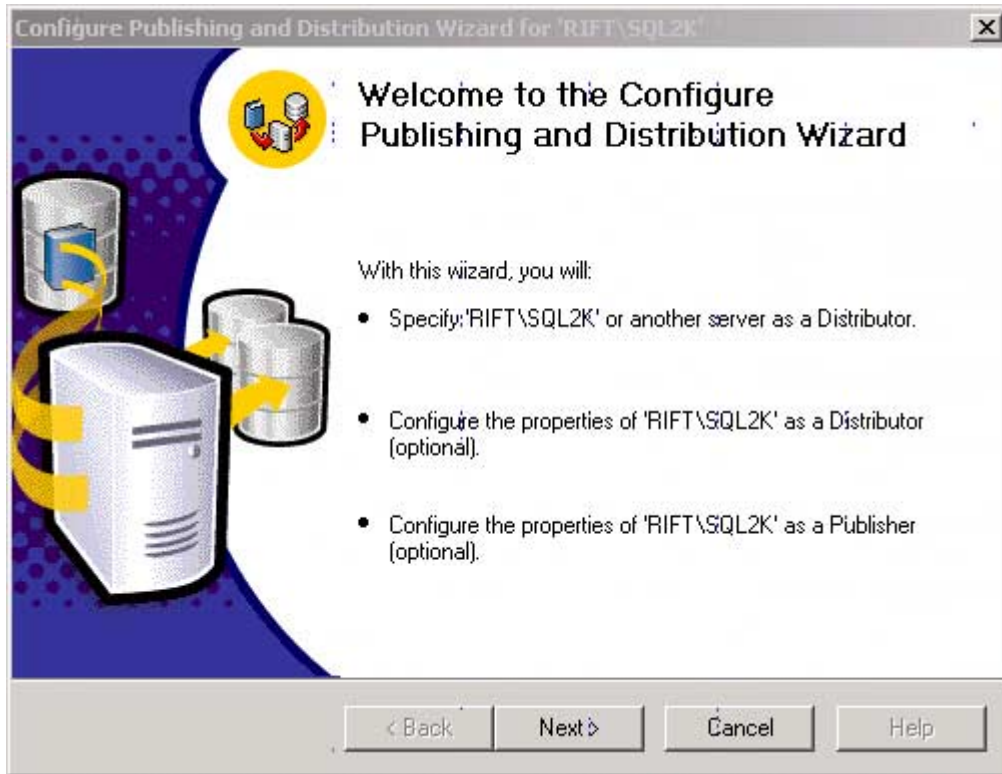 Configure Publishing and Distribution Wizard for 'RIFT\SQL2K'
Welcome to the Configure
Publishing and Distribution Wizard
With this wizard, you will:
• Specify 'RIFT\SQL2K' or another server as a Distributor.
• Configure the properties of 'RIFT\SQL2K' as a Distributor
(optional).
• Configure the properties of 'RIFT\SQL2K' as a Publisher
(optional).
< Back Next > Cancel Help